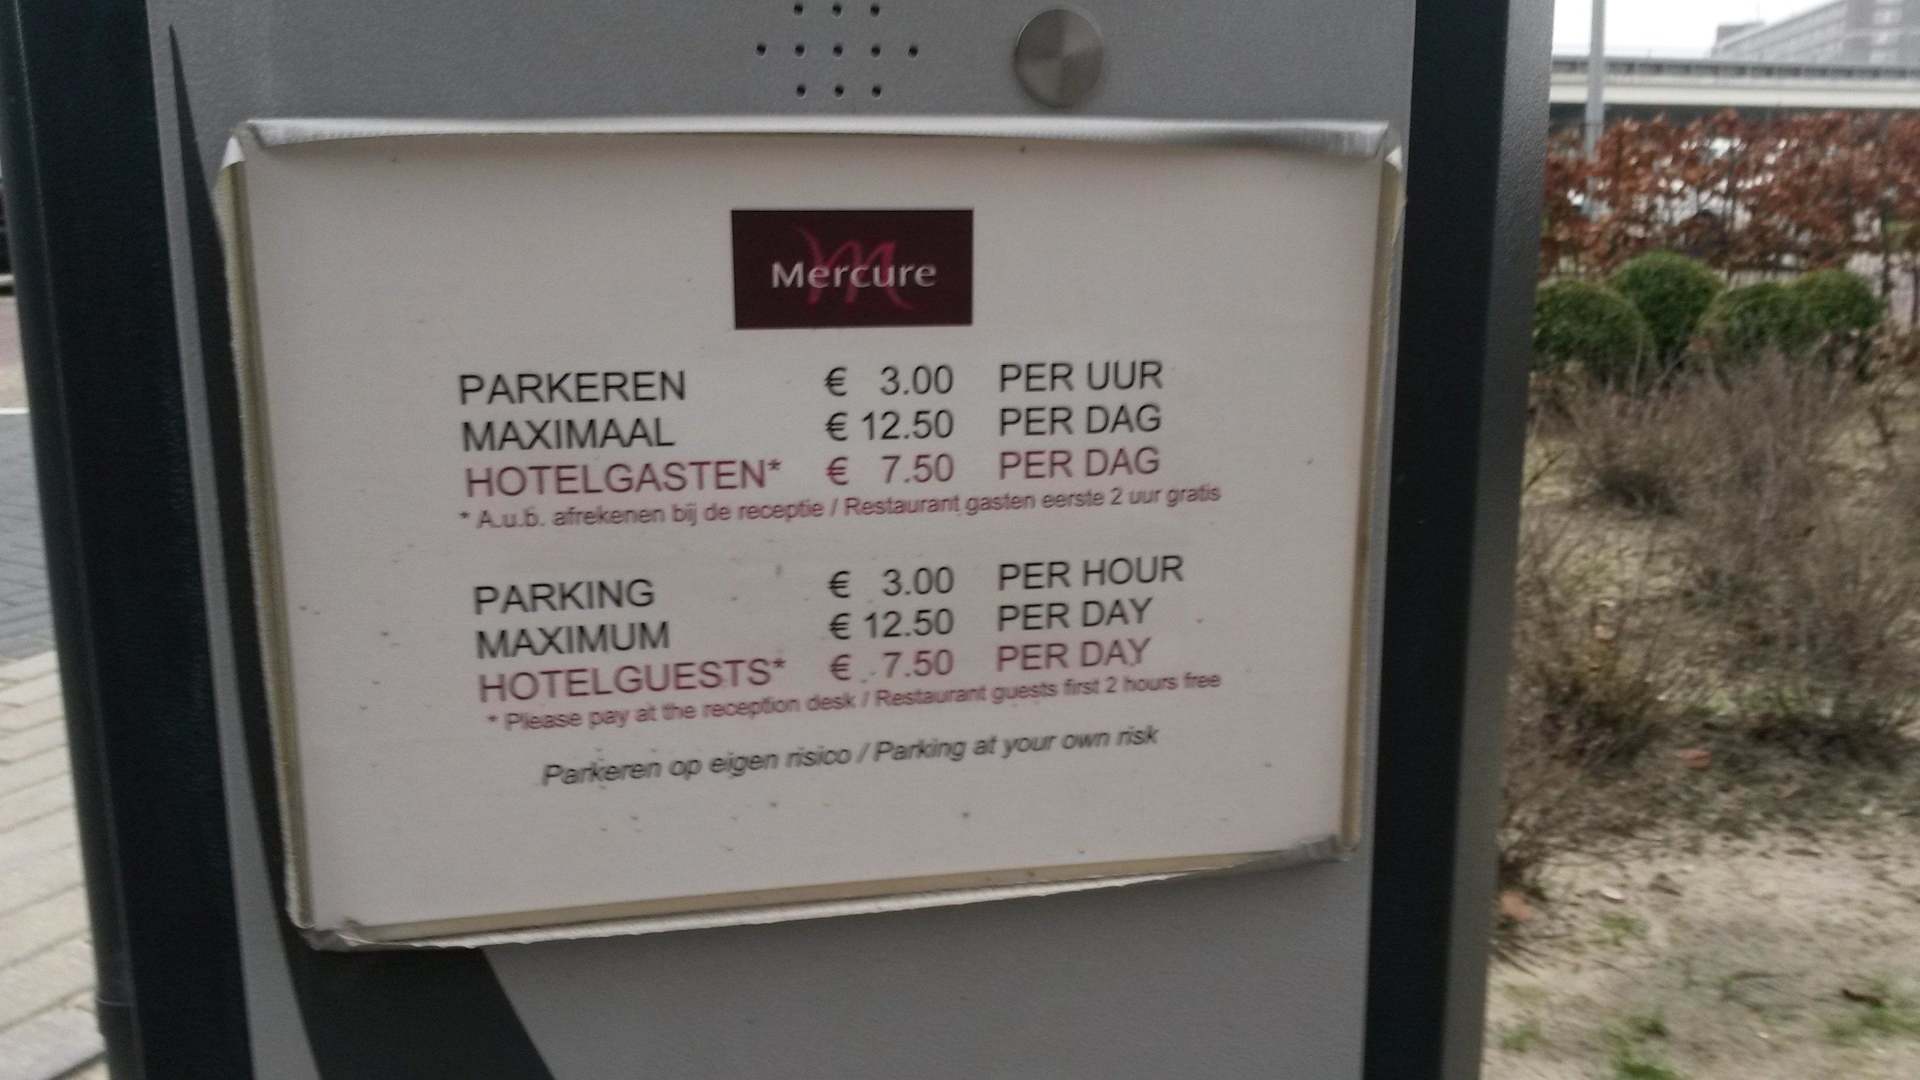 Mercure
PARKEREN € 3.00 PER UUR
MAXIMAAL € 12.50 PER DAG
HOTELGASTEN* € 7.50 PER DAG
* A.u.b. afrekenen bij de receptie / Restaurant gasten eerste 2 uur gratis
PARKING € 3.00 PER HOUR
MAXIMUM € 12.50 PER DAY
HOTELGUESTS* € 7.50 PER DAY
* Please pay at the reception desk / Restaurant guests first 2 hours free
Parkeren op eigen risico / Parking at your own risk